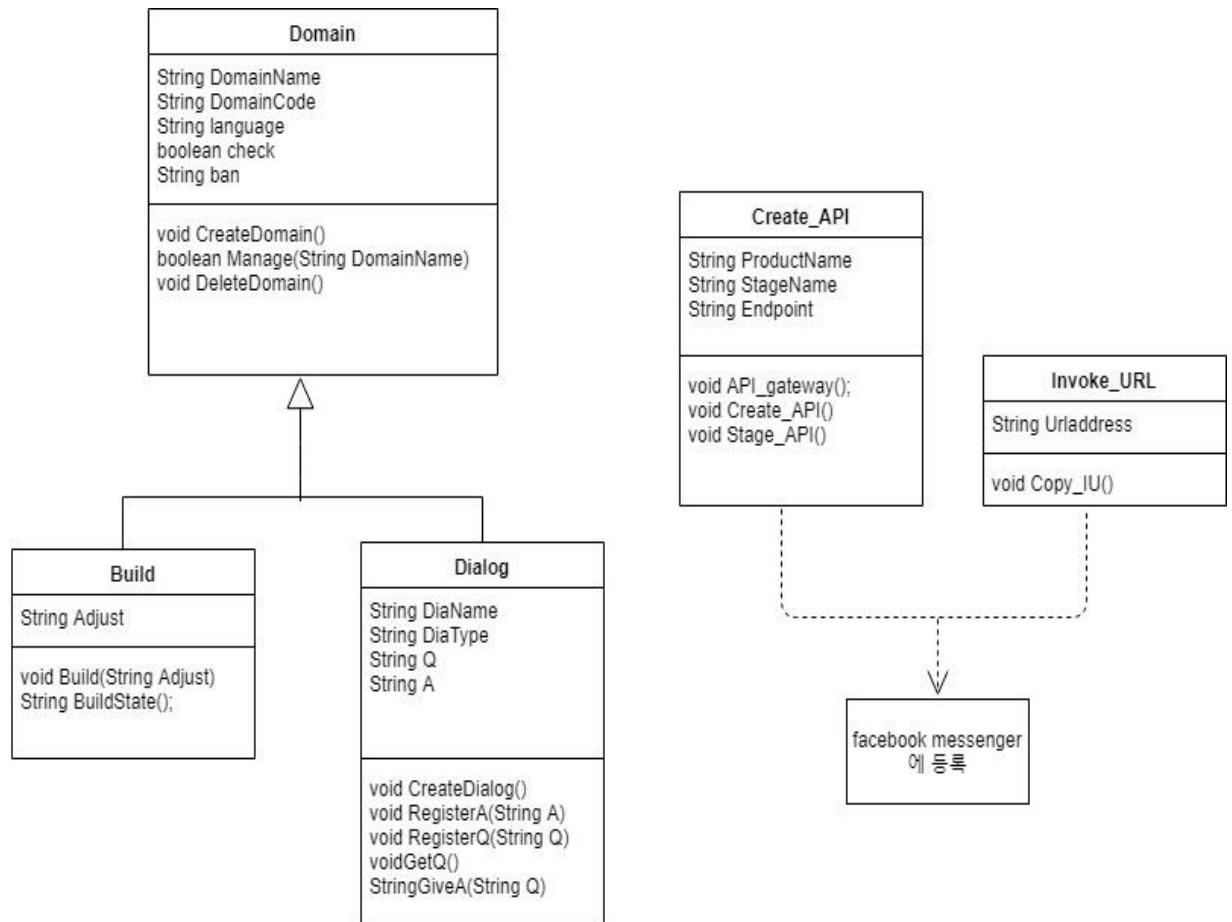 Domain
String DomainName
String DomainCode
String language
boolean check
String ban
void CreateDomain()
boolean Manage(String DomainName)
void DeleteDomain()
Build
String Adjust
void Build(String Adjust)
String BuildState();
Dialog
String DiaName
String DiaType
String Q
String A
void CreateDialog()
void RegisterA(String A)
void RegisterQ(String Q)
voidGetQ()
StringGiveA(String Q)
Create_API
String ProductName
String StageName
String Endpoint
void API_gateway();
void Create_API()
void Stage_API()
Invoke_URL
String Urladdress
void Copy_IU()
facebook messenger
에 등록